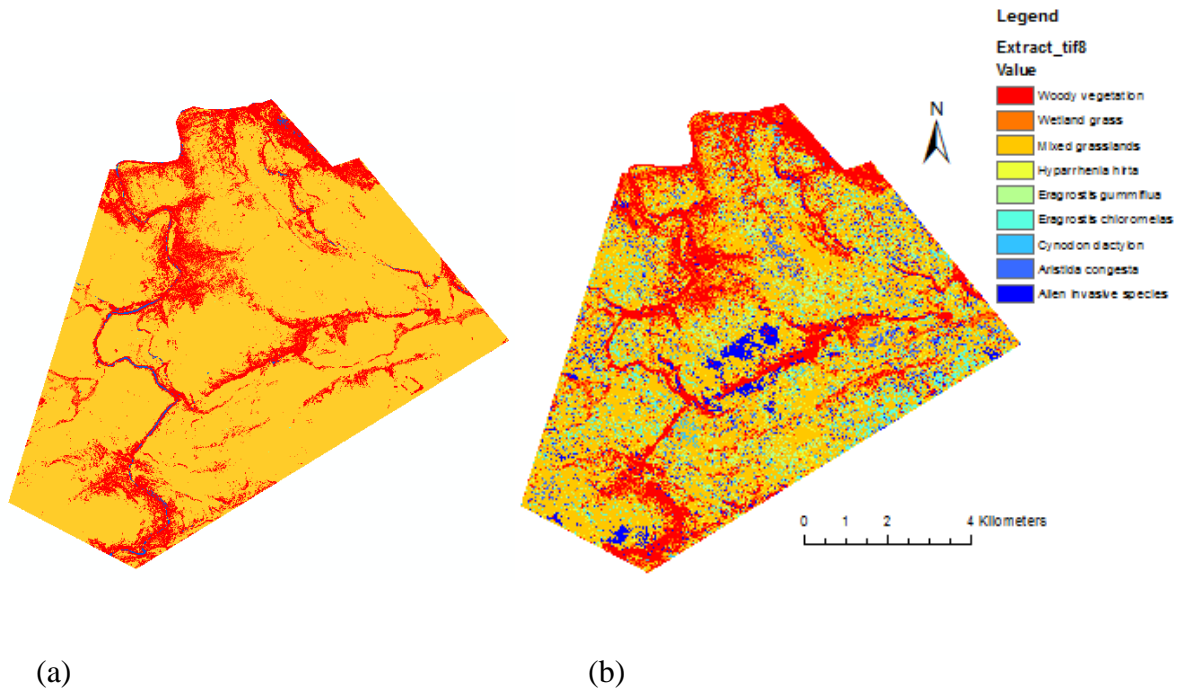 Legend
Extract_tif8
Value
Woody vegetation
Wetland grass
Mixed grasslands
Hyparrhenia hirta
Eragrostis gummiflua
Eragrostis chloromelas
Cynodon dactylon
Aristida congesta
Alien invasive species
N
0 1 2 4 Kilometers
(a) (b)